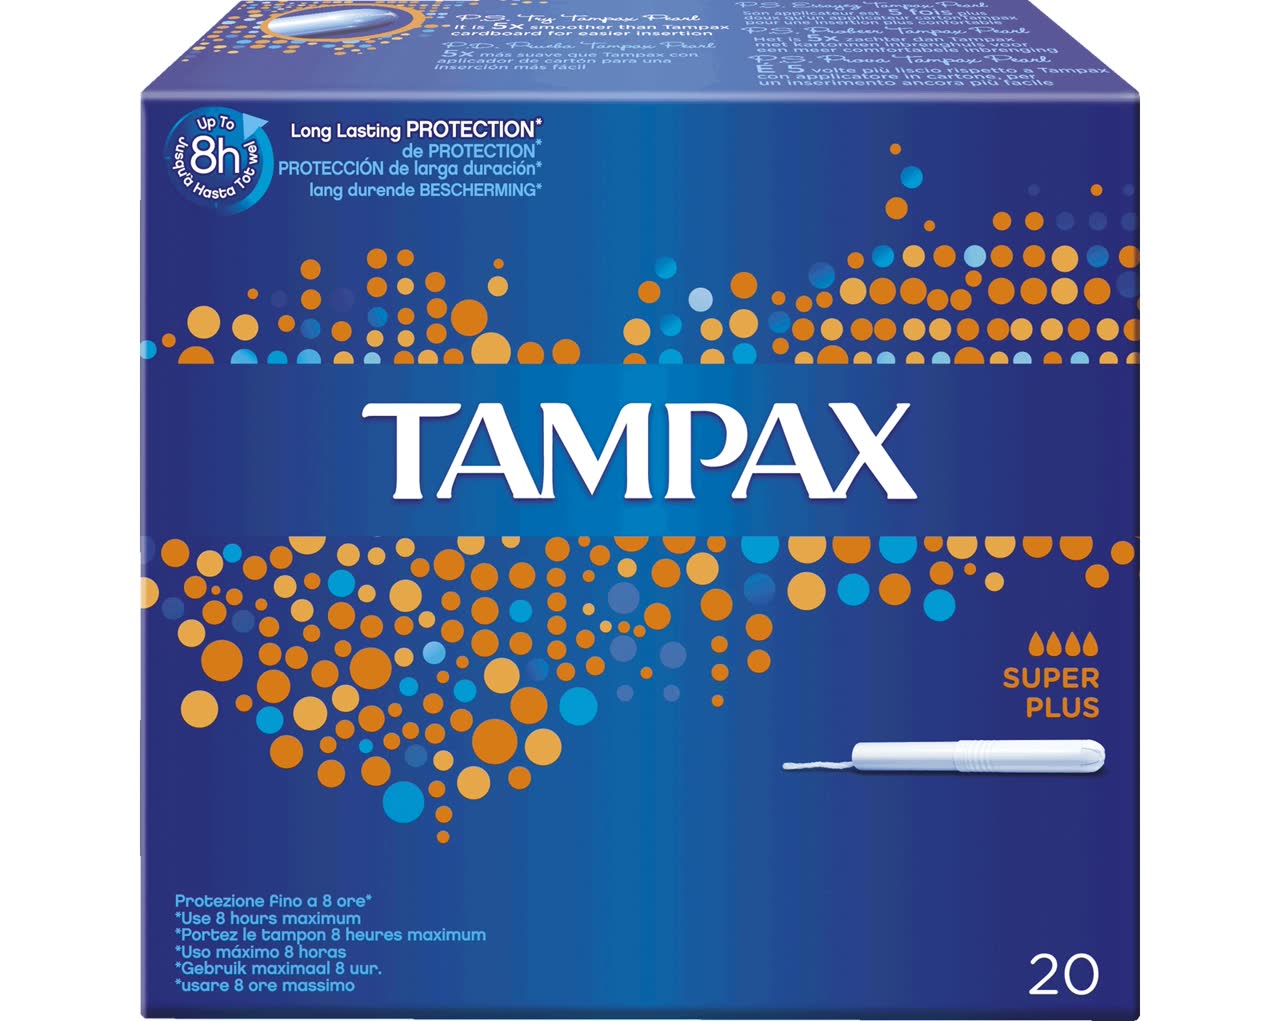 P.S. Try Tampax Pearl
It is 5x smoother than Tampax
cardboard for easier insertion
P.D. Prueba Tampax Pearl
5X más suave que Tampax con
aplicador de cartón para una
inserción más fácil
P.S. Essayez Tampax Pearl
Son applicateur est 5 fois plus
doux qu'un applicateur cartonTampax
pour une insertion plus confortable
P.S. Probeer Tampax Pearl
Het is 5x zachter dan Tampax
met kartonnen inbrenghuls voor
een meer comfortabele inbrenging
P.S. Prova Tampax Pearl
È 5 volte più liscio rispetto a Tampax
con applicatore in cartone, per
un inserimento ancora più facile
Up To
8h
Jusqu'à Hasta Tot wel
Long Lasting PROTECTION*
de PROTECTION*
PROTECCIÓN de larga duración*
lang durende BESCHERMING*
TAMPAX
SUPER
PLUS
Protezione fino a 8 ore*
*Use 8 hours maximum
*Portez le tampon 8 heures maximum
*Uso máximo 8 horas
*Gebruik maximaal 8 uur.
*usare 8 ore massimo
20